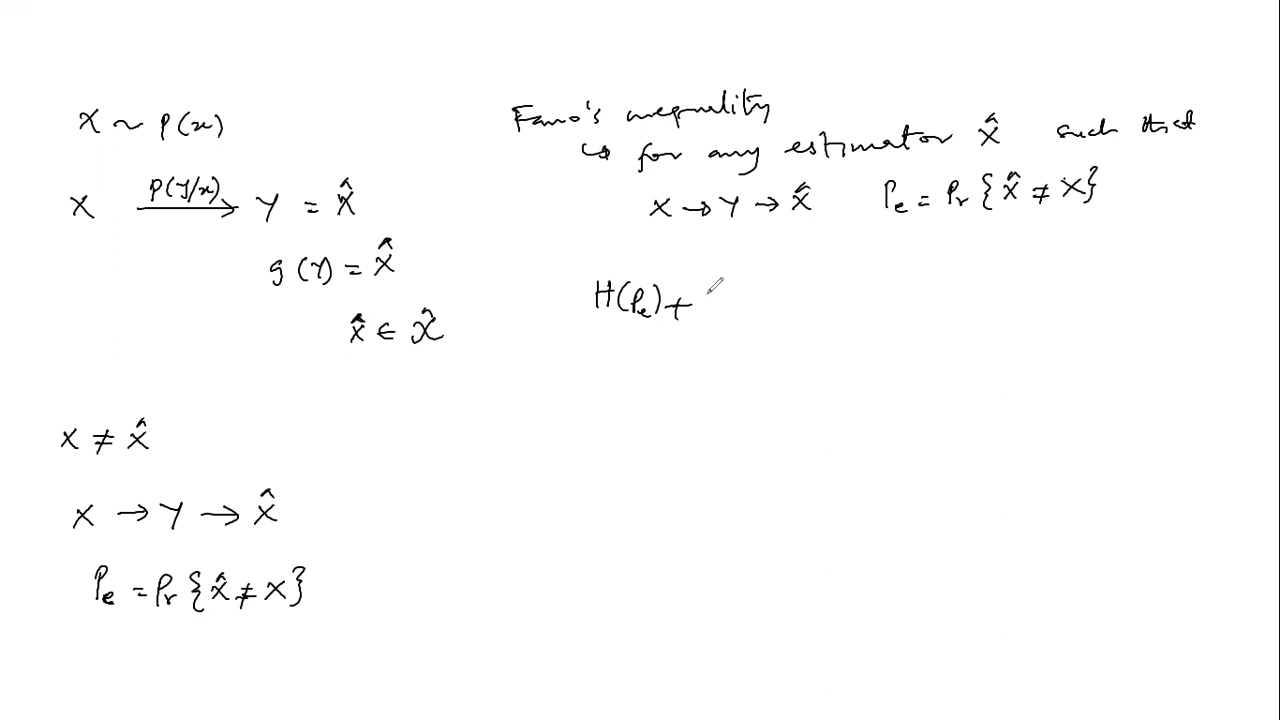 X ~ p(x)
X —p(y/x)→ Y = X̂
g(Y) = X̂
x̂ ∈ 𝒳̂
X ≠ X̂
X → Y → X̂
Pe = Pr {X̂ ≠ X}
Fano's inequality
↳ for any estimator X̂ such that
X → Y → X̂ Pe = Pr {X̂ ≠ X}
H(Pe) +